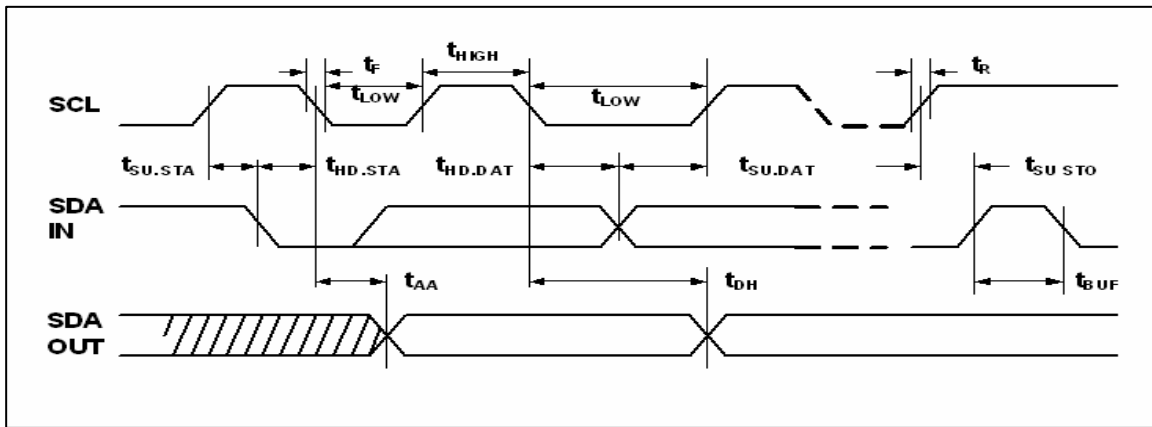 tF
tHIGH
tR
SCL
tLOW
tLOW
tSU.STA
tHD.STA
tHD.DAT
tSU.DAT
tSU STO
SDA
IN
tAA
tDH
tBUF
SDA
OUT